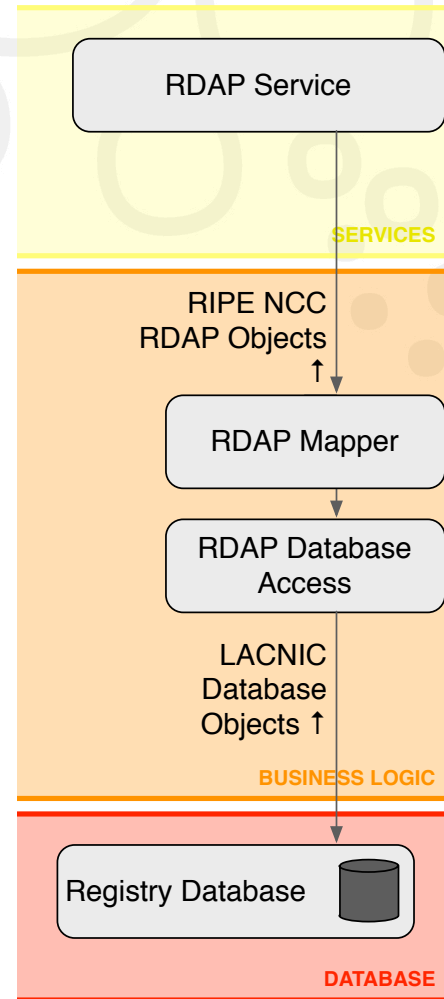 RDAP Service
SERVICES
RIPE NCC
RDAP Objects
↑
RDAP Mapper
RDAP Database
Access
LACNIC
Database
Objects ↑
BUSINESS LOGIC
Registry Database
DATABASE